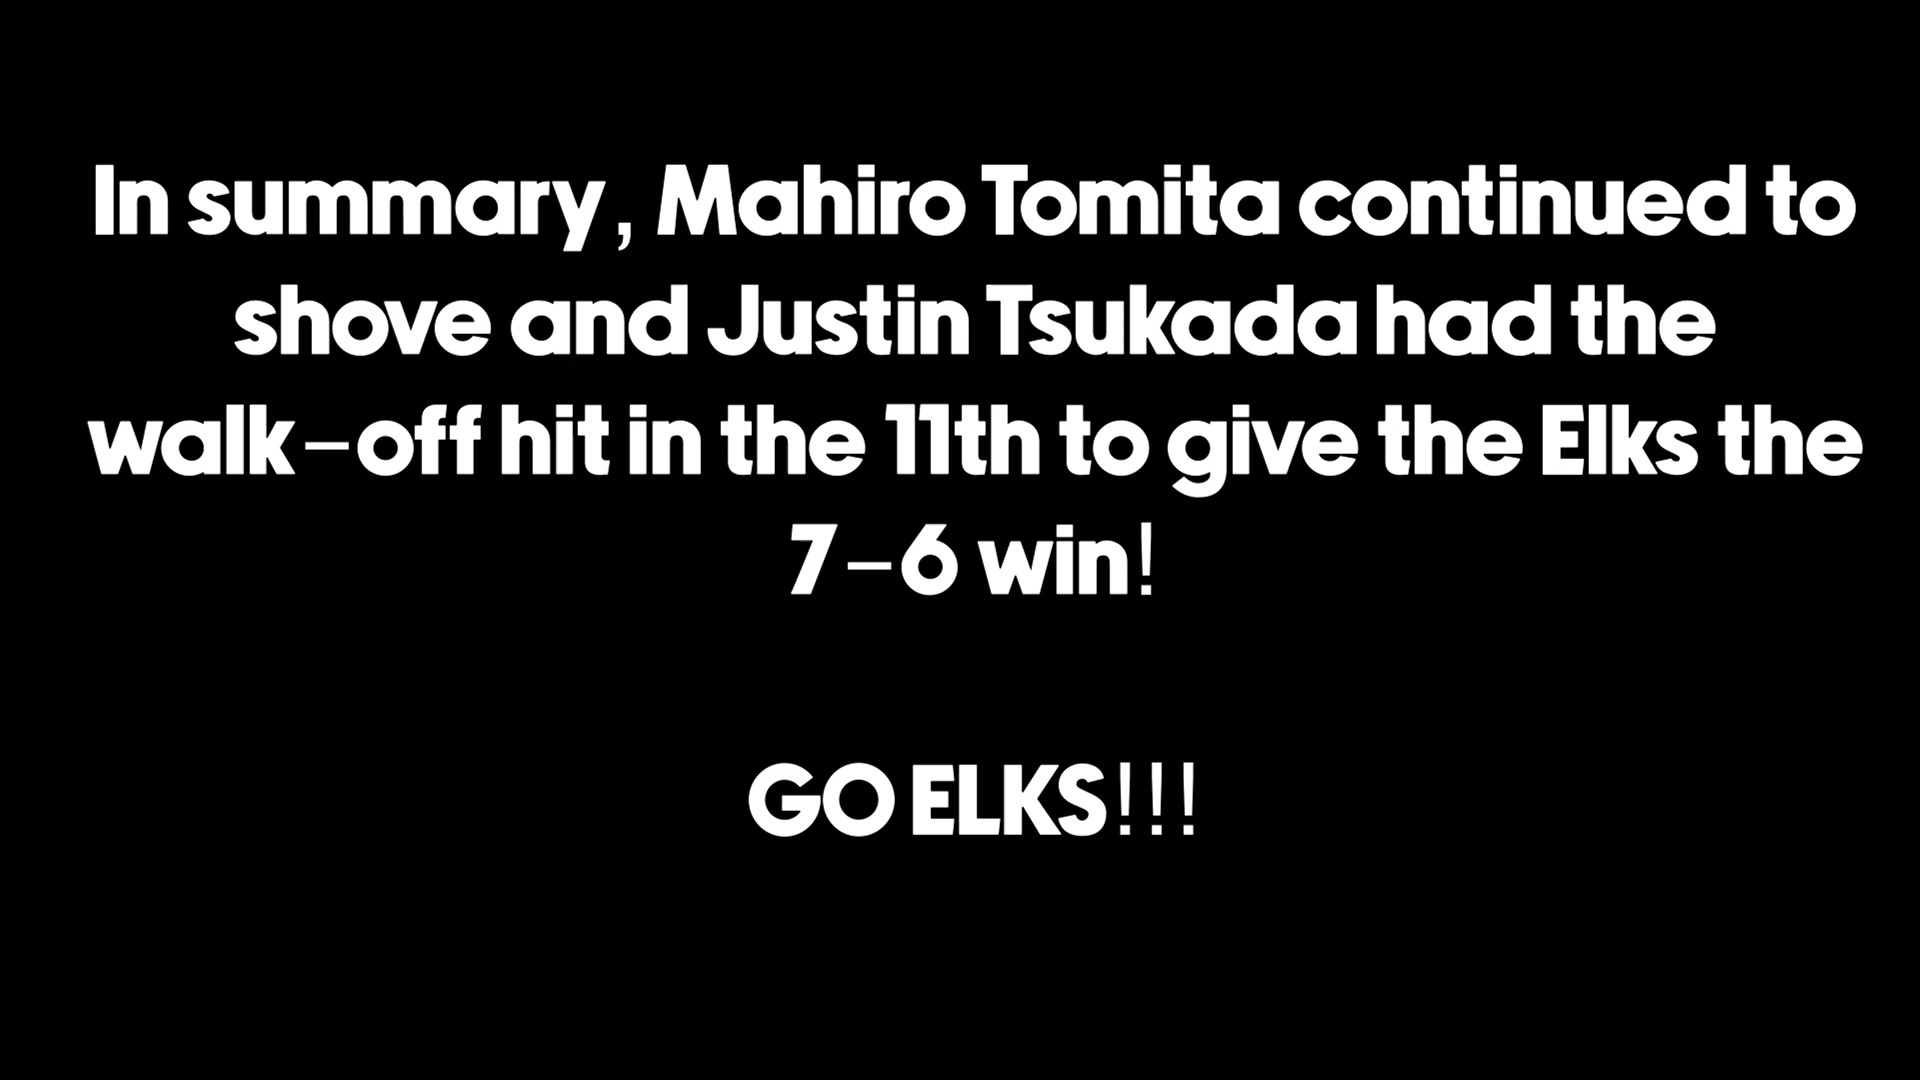 In summary, Mahiro Tomita continued to
shove and Justin Tsukada had the
walk-off hit in the 11th to give the Elks the
7-6 win!
GO ELKS!!!